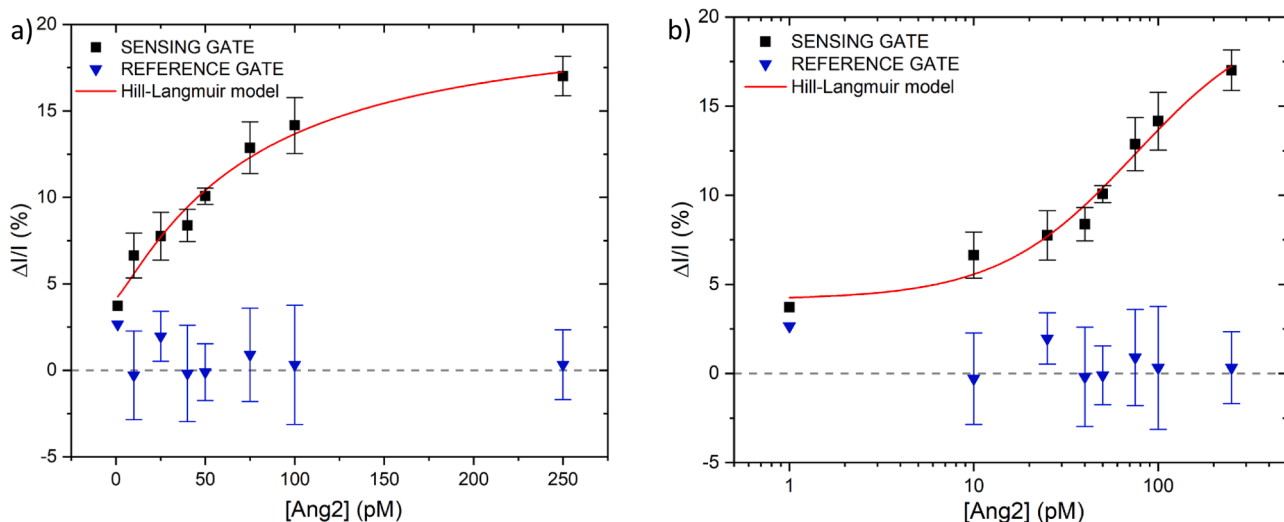 a)
20
15
10
5
0
-5
ΔI/I (%)
SENSING GATE
REFERENCE GATE
Hill-Langmuir model
0
50
100
150
200
250
[Ang2] (pM)
b)
20
15
10
5
0
-5
ΔI/I (%)
SENSING GATE
REFERENCE GATE
Hill-Langmuir model
1
10
100
[Ang2] (pM)